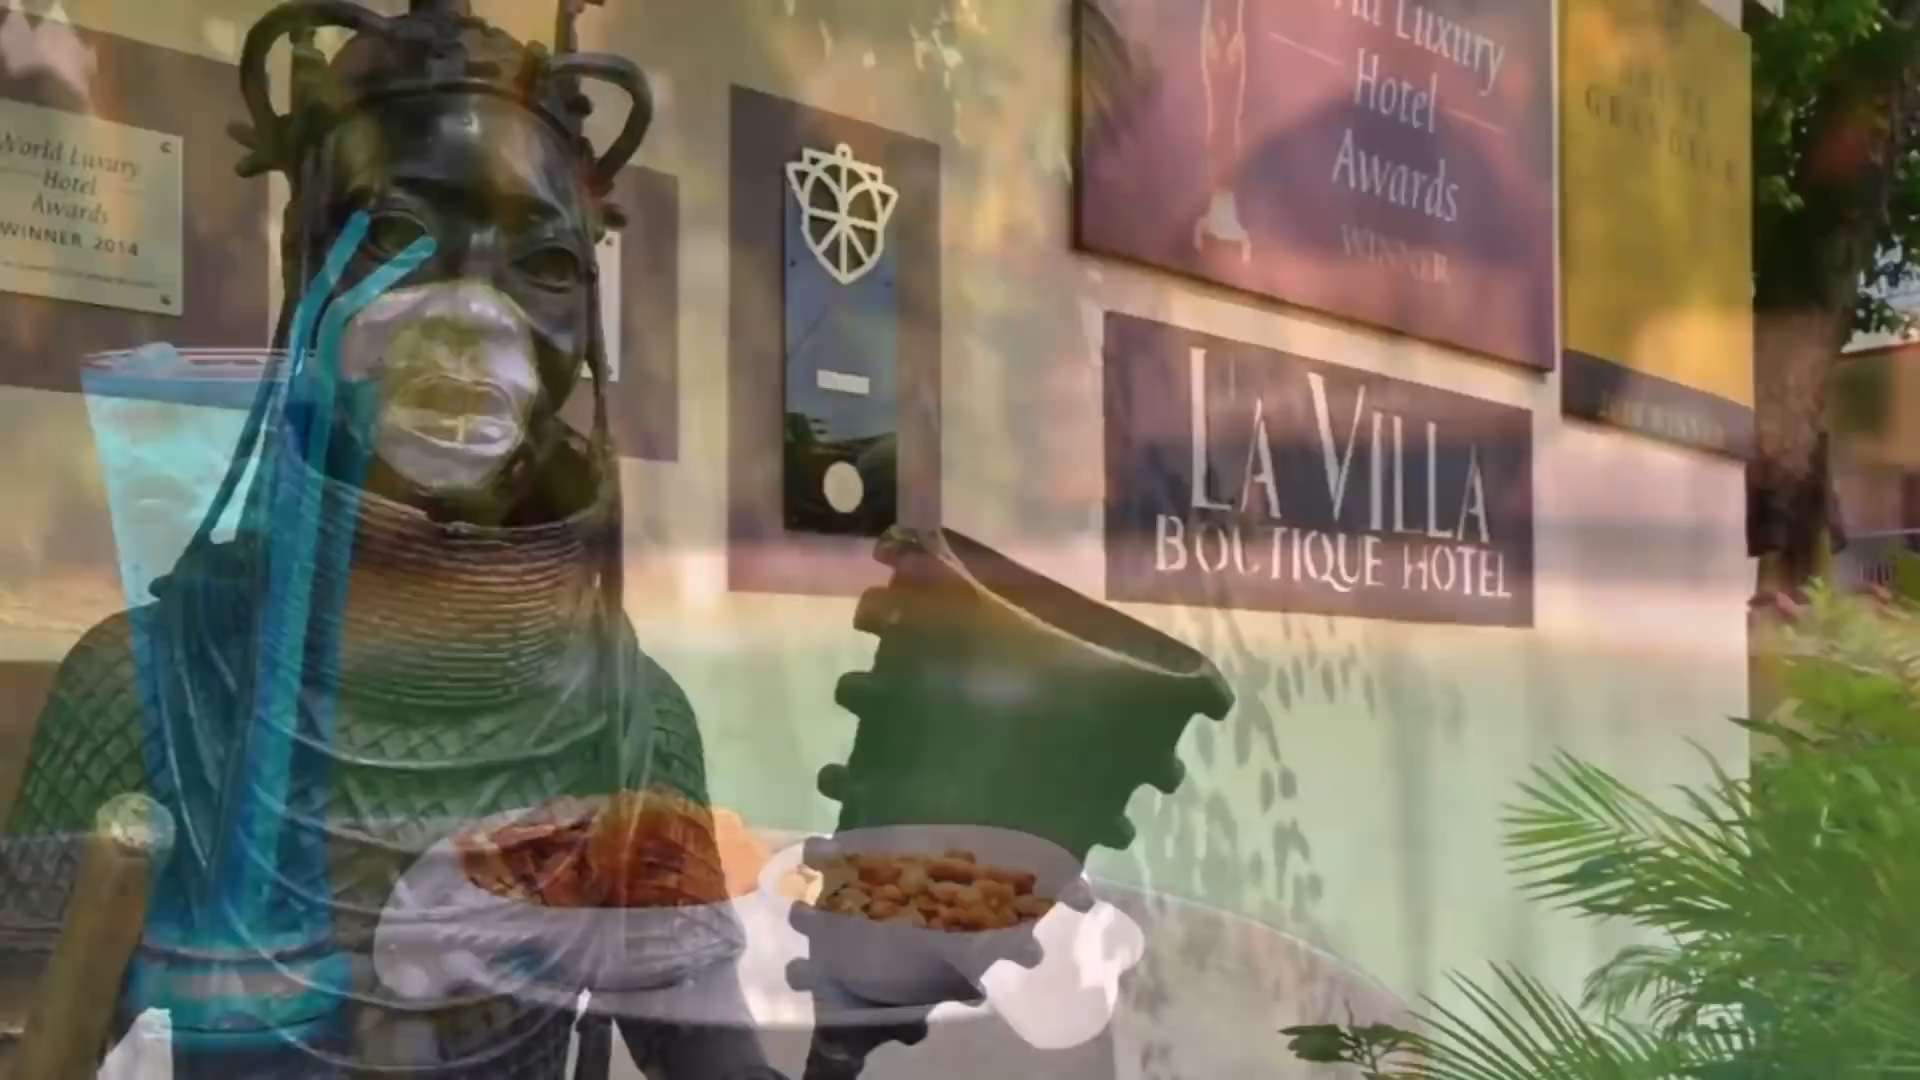 World Luxury
Hotel
Awards
WINNER 2014
Luxury
Hotel
Awards
WINNER
LA VILLA
BOUTIQUE HOTEL